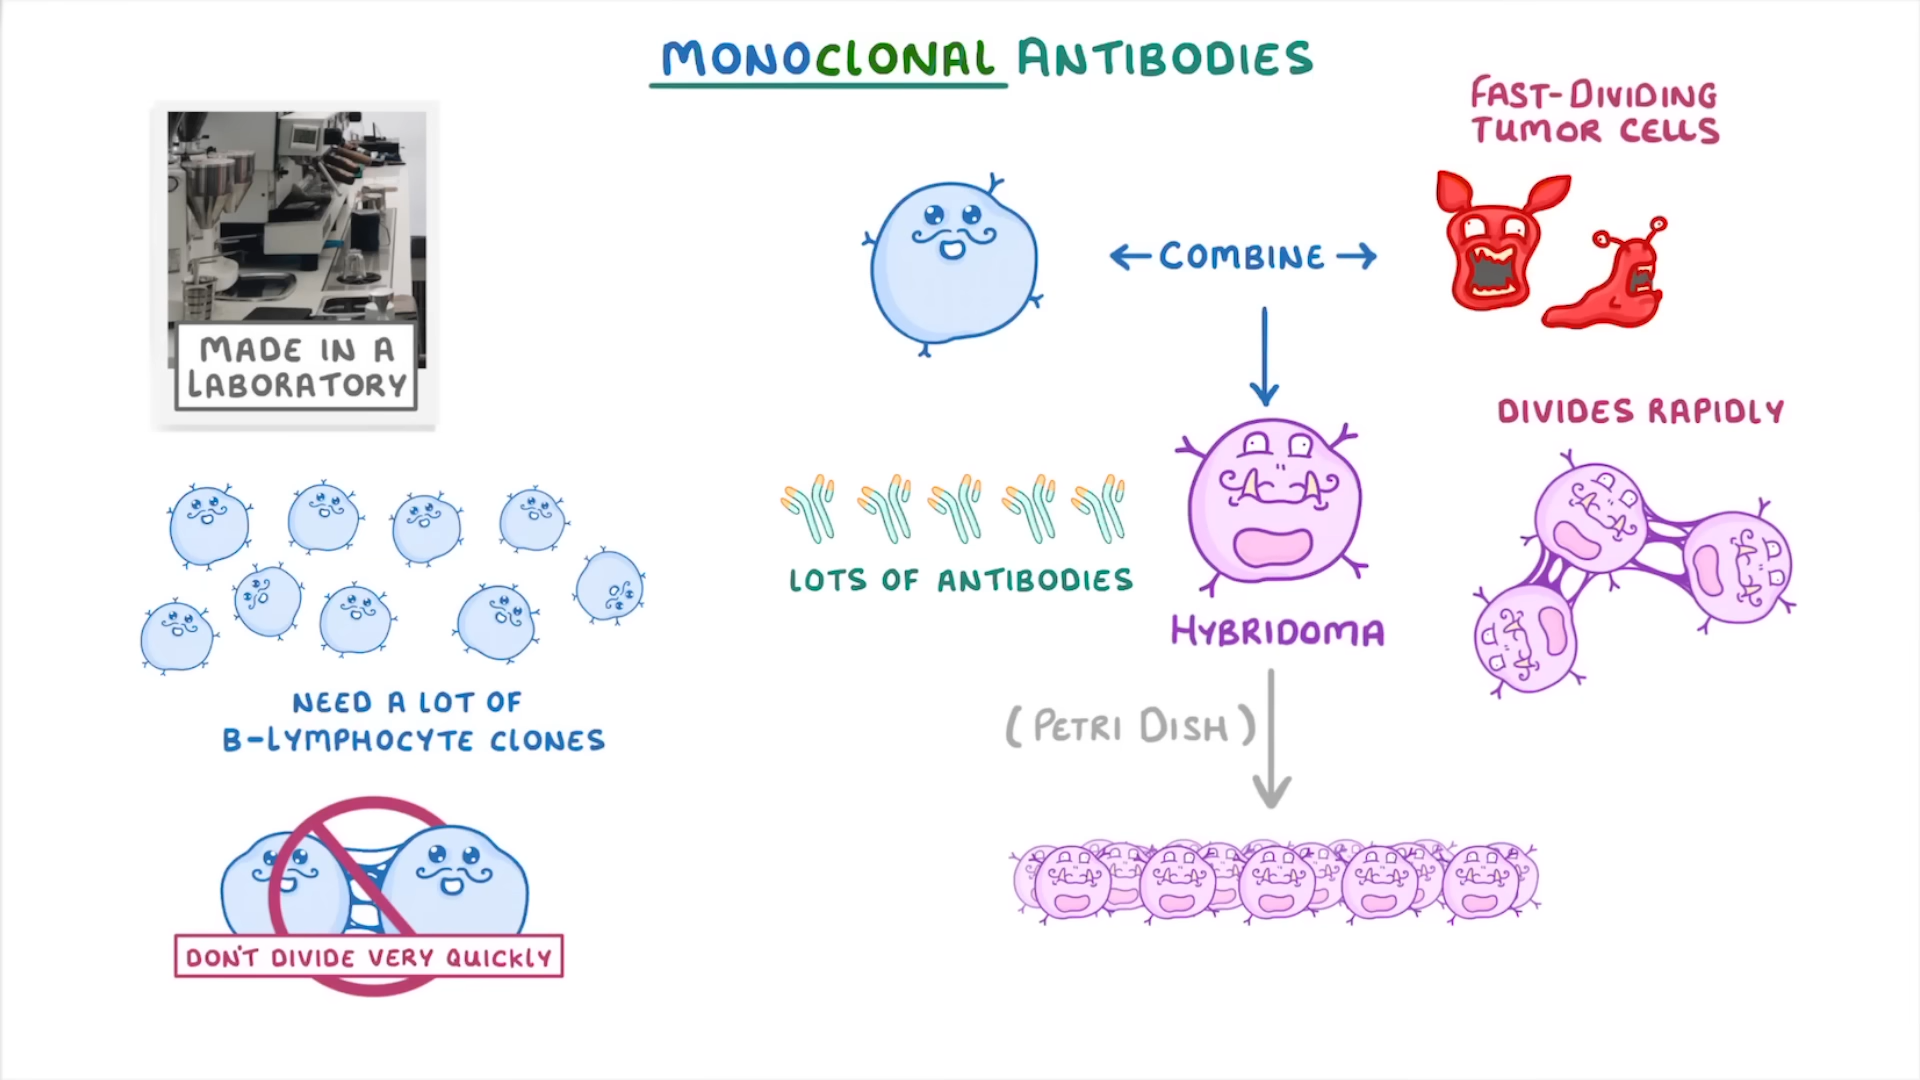 MONOCLONAL ANTIBODIES
FAST-DIVIDING
TUMOR CELLS
← COMBINE →
MADE IN A
LABORATORY
DIVIDES RAPIDLY
LOTS OF ANTIBODIES
HYBRIDOMA
NEED A LOT OF
B-LYMPHOCYTE CLONES
(PETRI DISH)
DON'T DIVIDE VERY QUICKLY